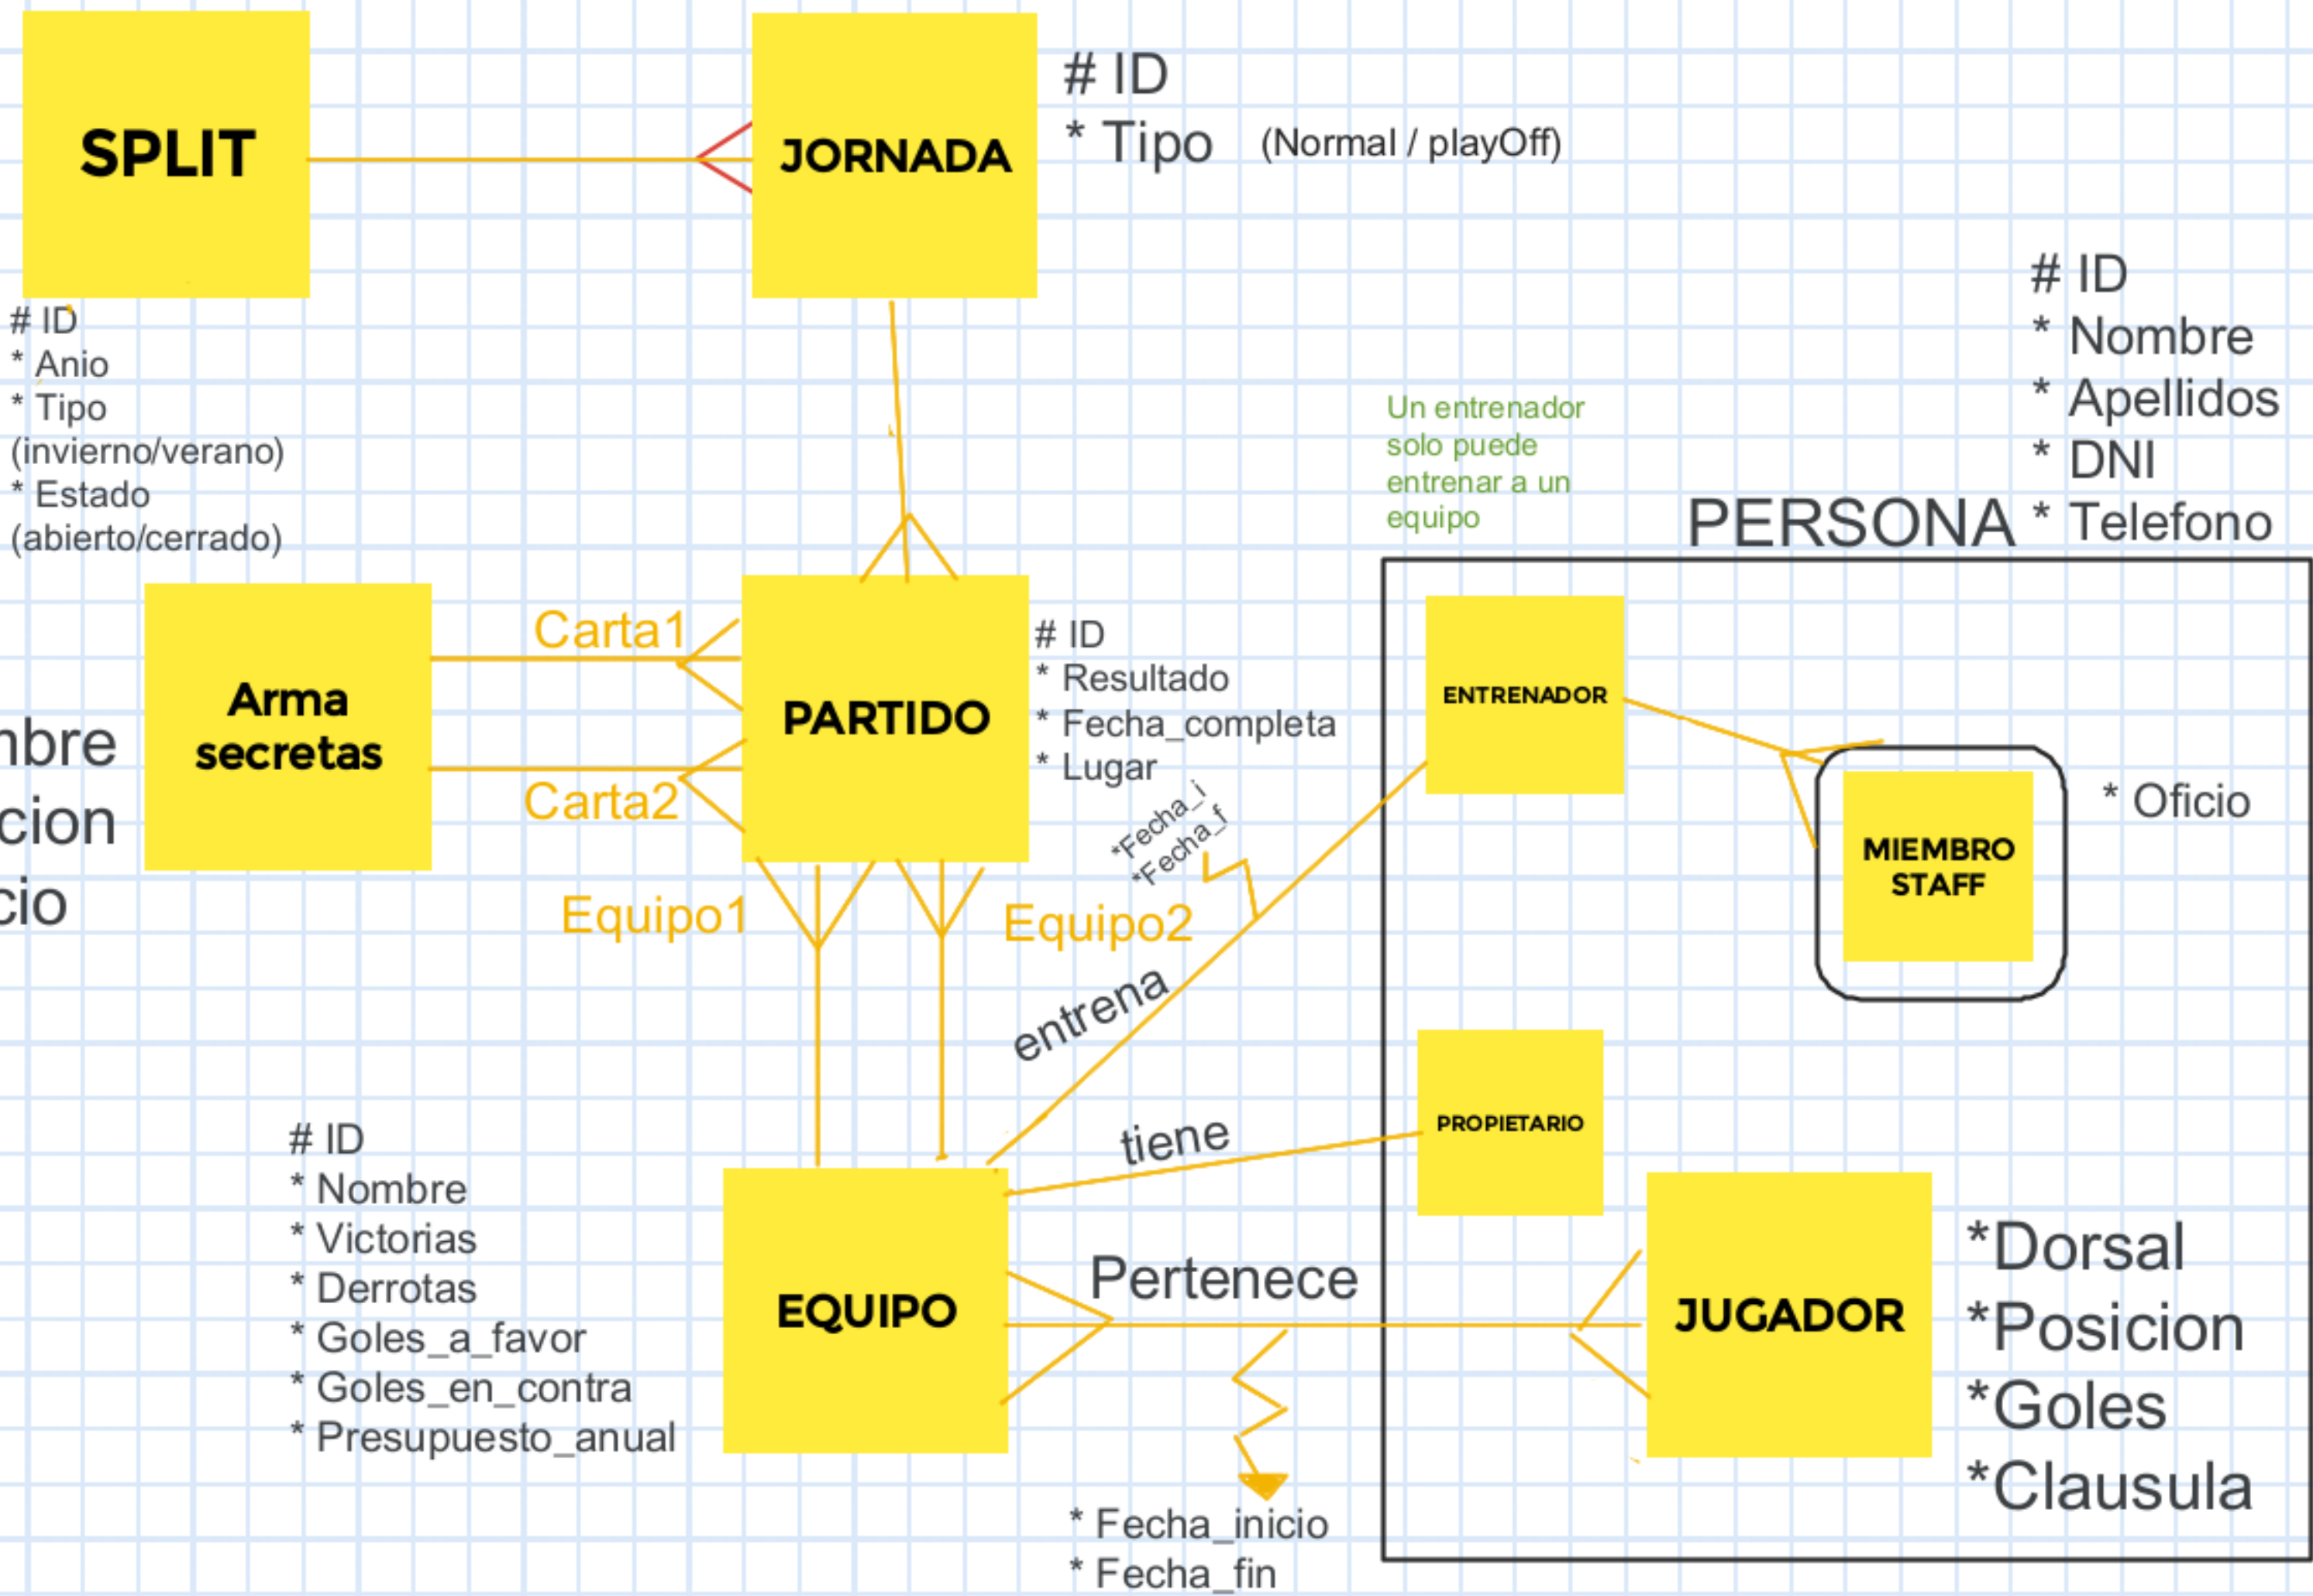 SPLIT
JORNADA
# ID
* Tipo (Normal / playOff)
# ID
* Anio
* Tipo
(invierno/verano)
* Estado
(abierto/cerrado)
# ID
* Nombre
* Apellidos
* DNI
* Telefono
PERSONA
Un entrenador
solo puede
entrenar a un
equipo
Arma
secretas
mbre
cion
cio
Carta1
Carta2
PARTIDO
# ID
* Resultado
* Fecha_completa
* Lugar
*Fecha_i
*Fecha_f
Equipo1
Equipo2
ENTRENADOR
MIEMBRO
STAFF
* Oficio
entrena
tiene
PROPIETARIO
# ID
* Nombre
* Victorias
* Derrotas
* Goles_a_favor
* Goles_en_contra
* Presupuesto_anual
EQUIPO
Pertenece
JUGADOR
*Dorsal
*Posicion
*Goles
*Clausula
* Fecha_inicio
* Fecha_fin